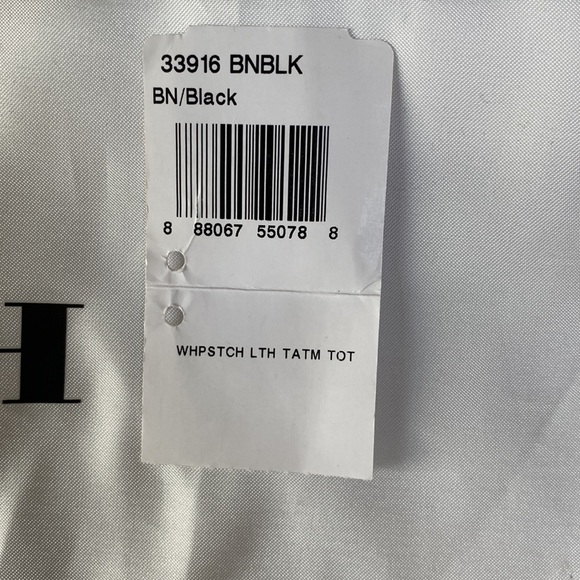 33916 BNBLK
BN/Black
8 88067 55078 8
WHPSTCH LTH TATM TOT
H